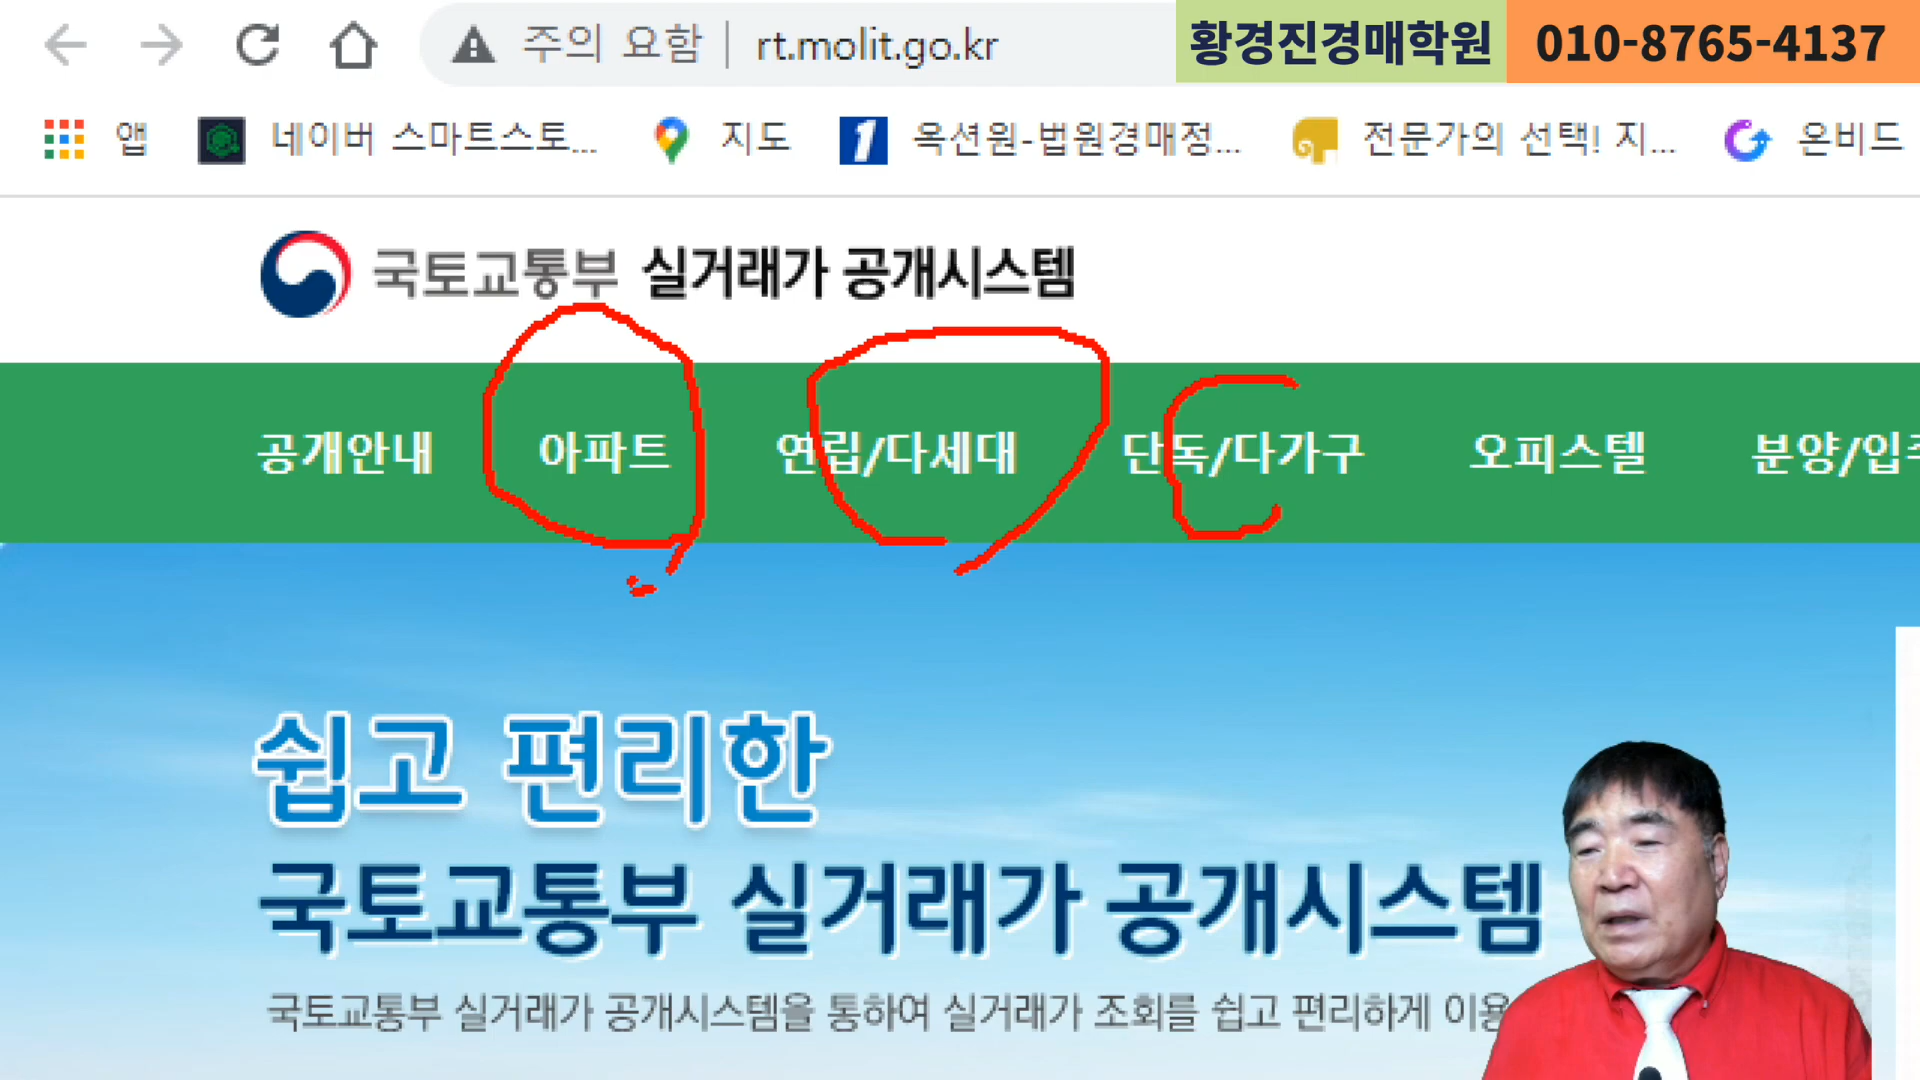 주의 요함 rt.molit.go.kr 황경진경매학원 010-8765-4137
앱 네이버 스마트스토... 지도 1 옥션원-법원경매정... 전문가의 선택! 지... 온비드
국토교통부 실거래가 공개시스템
공개안내 아파트 연립/다세대 단독/다가구 오피스텔 분양/입주
쉽고 편리한
국토교통부 실거래가 공개시스템
국토교통부 실거래가 공개시스템을 통하여 실거래가 조회를 쉽고 편리하게 이용